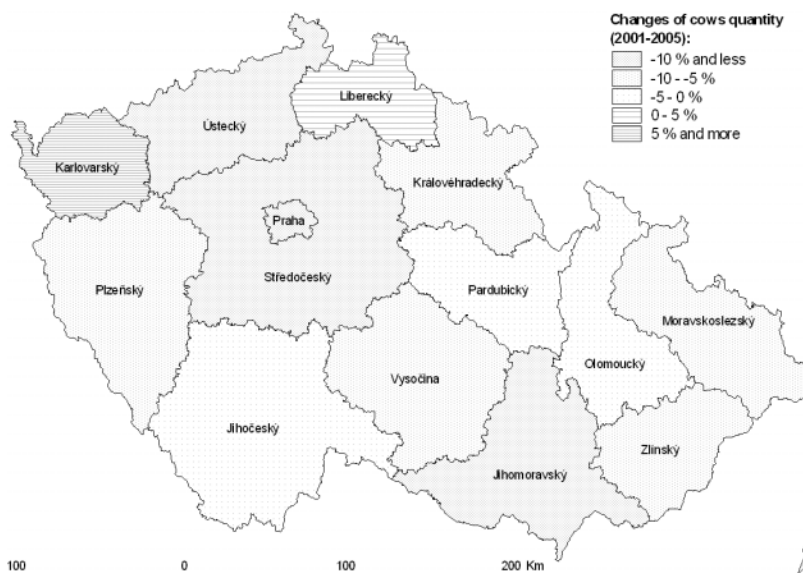 Changes of cows quantity
(2001-2005):
-10 % and less
-10 - -5 %
-5 - 0 %
0 - 5 %
5 % and more
Liberecký
Ústecký
Karlovarský
Královéhradecký
Praha
Středočeský
Plzeňský
Pardubický
Moravskoslezský
Olomoucký
Vysočina
Jihočeský
Zlínský
Jihomoravský
100 0 100 200 Km